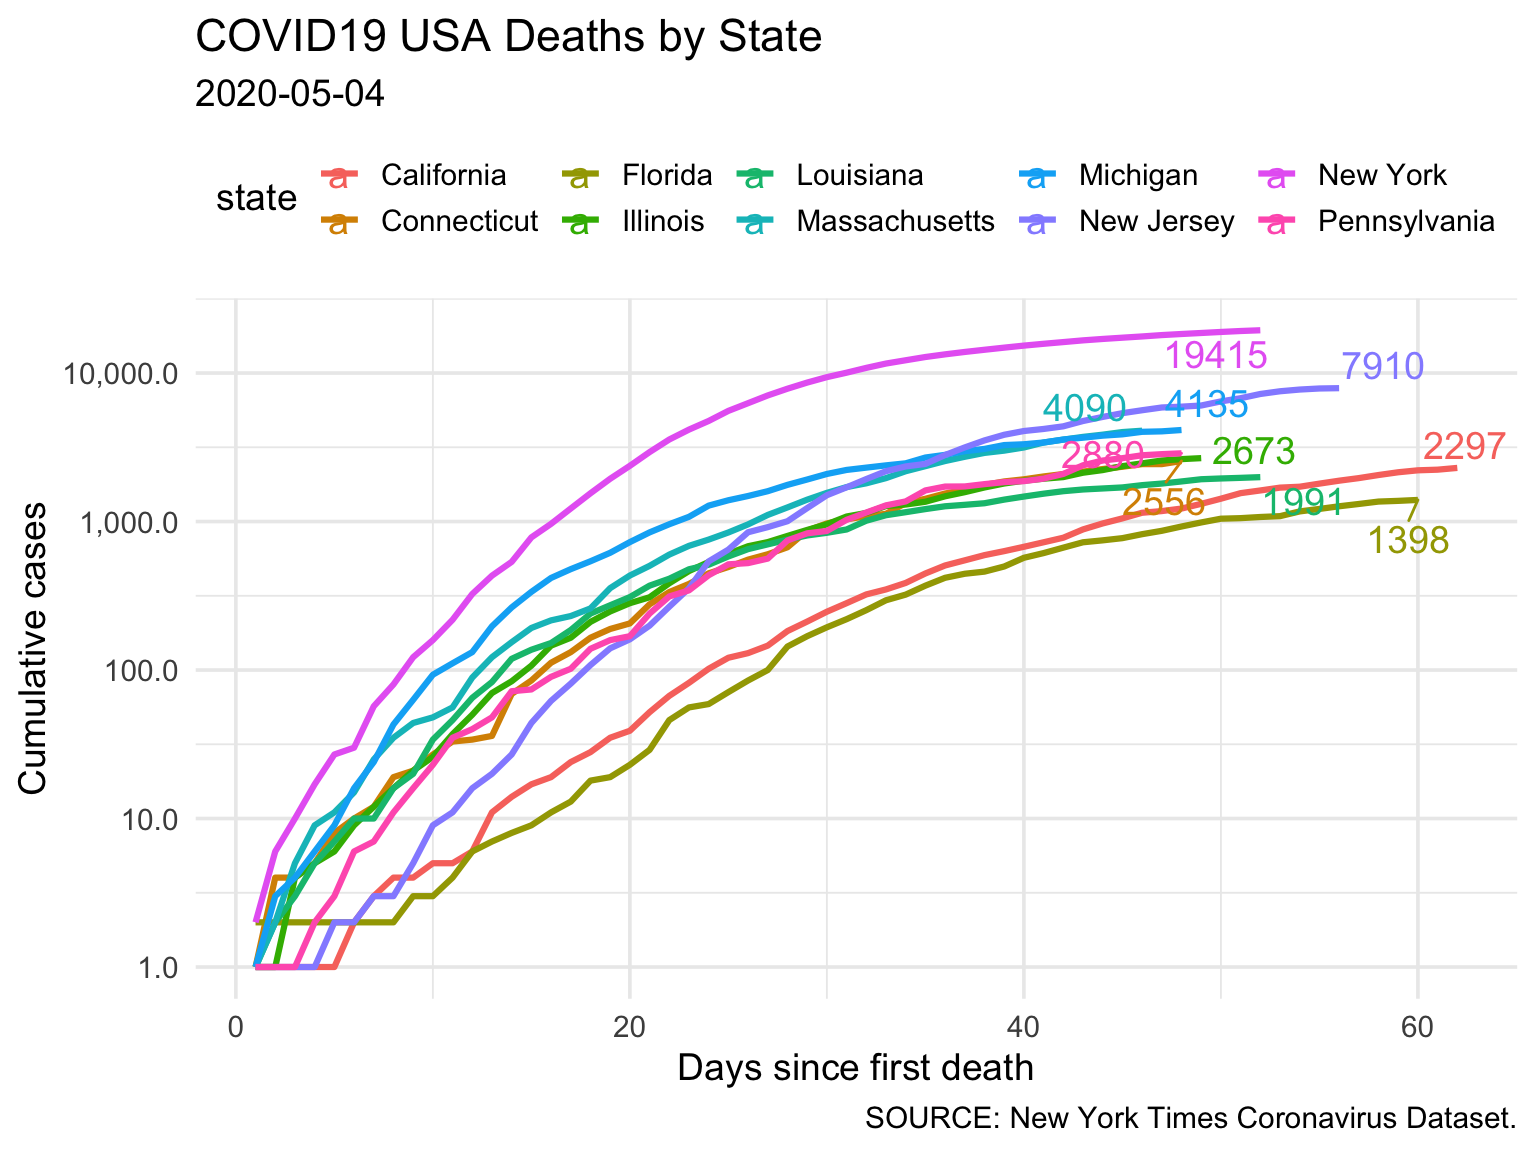 COVID19 USA Deaths by State
2020-05-04
state
a California a Florida a Louisiana a Michigan a New York
a Connecticut a Illinois a Massachusetts a New Jersey a Pennsylvania
Cumulative cases
10,000.0
1,000.0
100.0
10.0
1.0
19415
7910
4090
4135
2880
2673
2297
2556
1991
1398
0 20 40 60
Days since first death
SOURCE: New York Times Coronavirus Dataset.